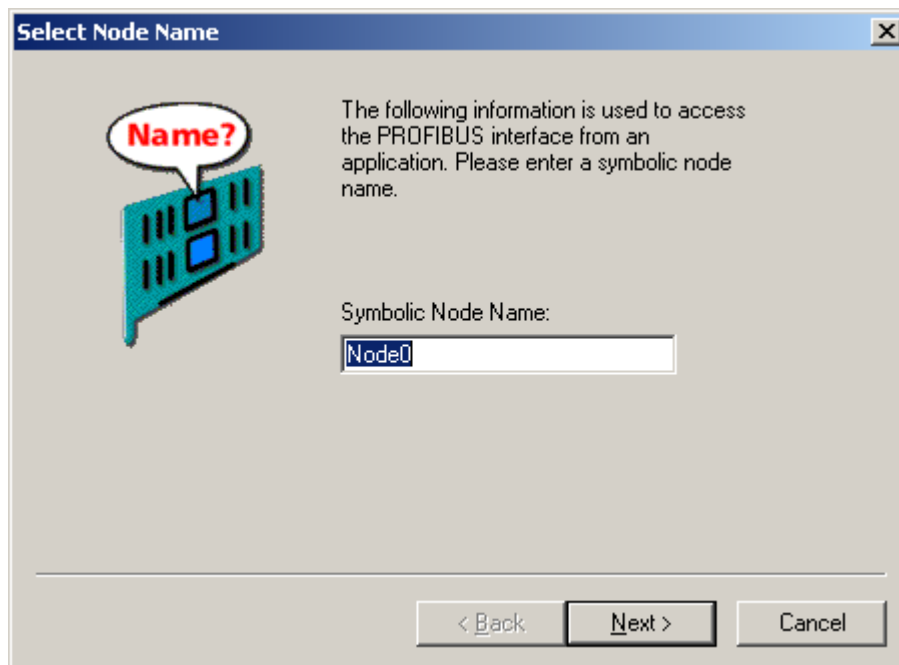 Select Node Name
Name?
The following information is used to access
the PROFIBUS interface from an
application. Please enter a symbolic node
name.
Symbolic Node Name:
Node0
< Back
Next >
Cancel